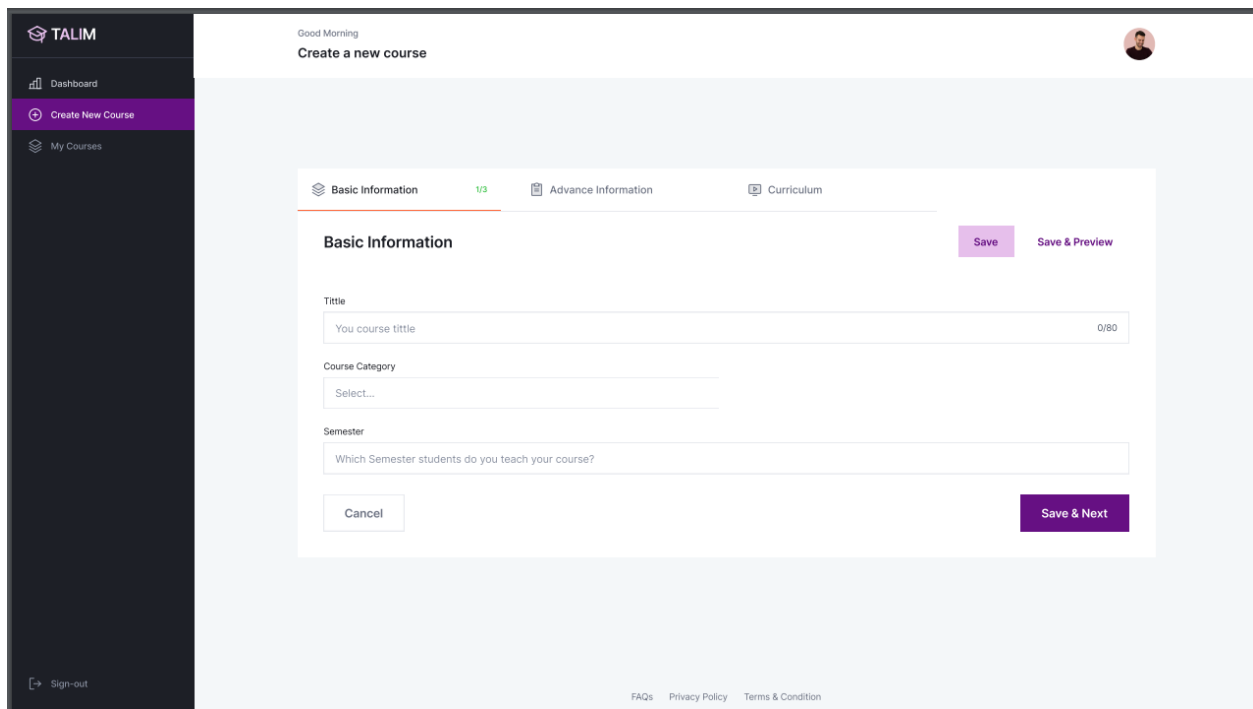 TALIM
Dashboard
Create New Course
My Courses
Sign-out
Good Morning
Create a new course
Basic Information 1/3 Advance Information Curriculum
Basic Information Save Save & Preview
Tittle
You course tittle 0/80
Course Category
Select...
Semester
Which Semester students do you teach your course?
Cancel Save & Next
FAQs Privacy Policy Terms & Condition